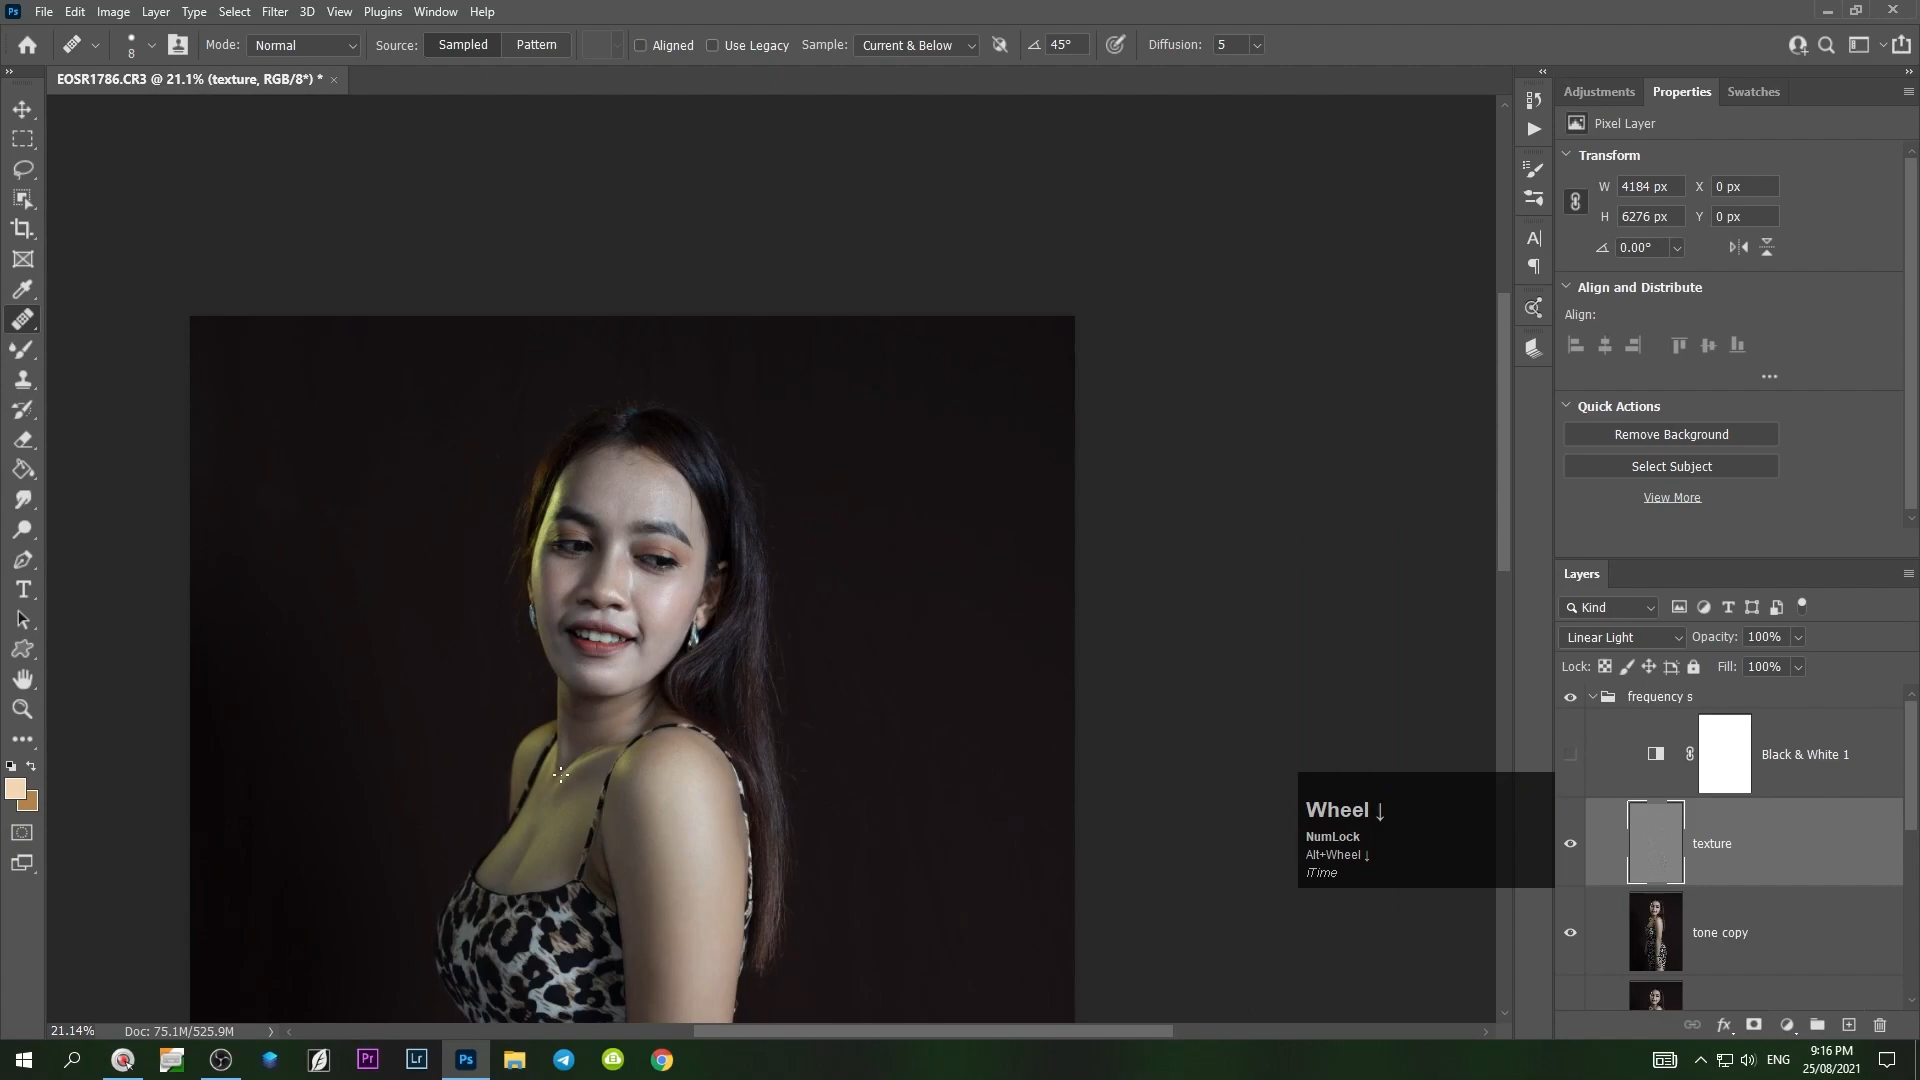 Ps File Edit Image Layer Type Select Filter 3D View Plugins Window Help
8 Mode: Normal Source: Sampled Pattern Aligned Use Legacy Sample: Current & Below 45° Diffusion: 5
EOSR1786.CR3 @ 21.1% (texture, RGB/8*) * ×
Adjustments Properties Swatches
Pixel Layer
Transform
W 4184 px X 0 px
H 6276 px Y 0 px
0.00°
Align and Distribute
Align:
Quick Actions
Remove Background
Select Subject
View More
Layers
Kind
Linear Light Opacity: 100%
Lock: Fill: 100%
frequency s
Black & White 1
texture
tone copy
Wheel ↓
NumLock
Alt+Wheel ↓
iTime
21.14% Doc: 75.1M/525.9M
Pr Lr Ps ENG 9:16 PM
25/08/2021